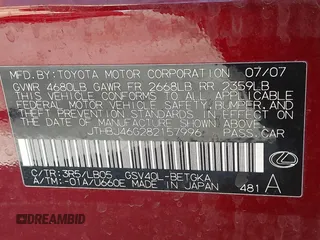 MF'D. BY:TOYOTA MOTOR CORPORATION 07/07
GVWR 4680LB GAWR FR 2668LB RR 2359LB
THIS VEHICLE CONFORMS TO ALL APPLICABLE
FEDERAL MOTOR VEHICLE SAFETY, BUMPER, AND
THEFT PREVENTION STANDARDS IN EFFECT ON THE
DATE OF MANUFACTURE SHOWN ABOVE.
JTHBJ46G282157996 PASS.CAR
C/TR:3R5/LB05 GSV40L-BETGKA
A/TM:-01A/U660E MADE IN JAPAN 481 A
DREAMBID